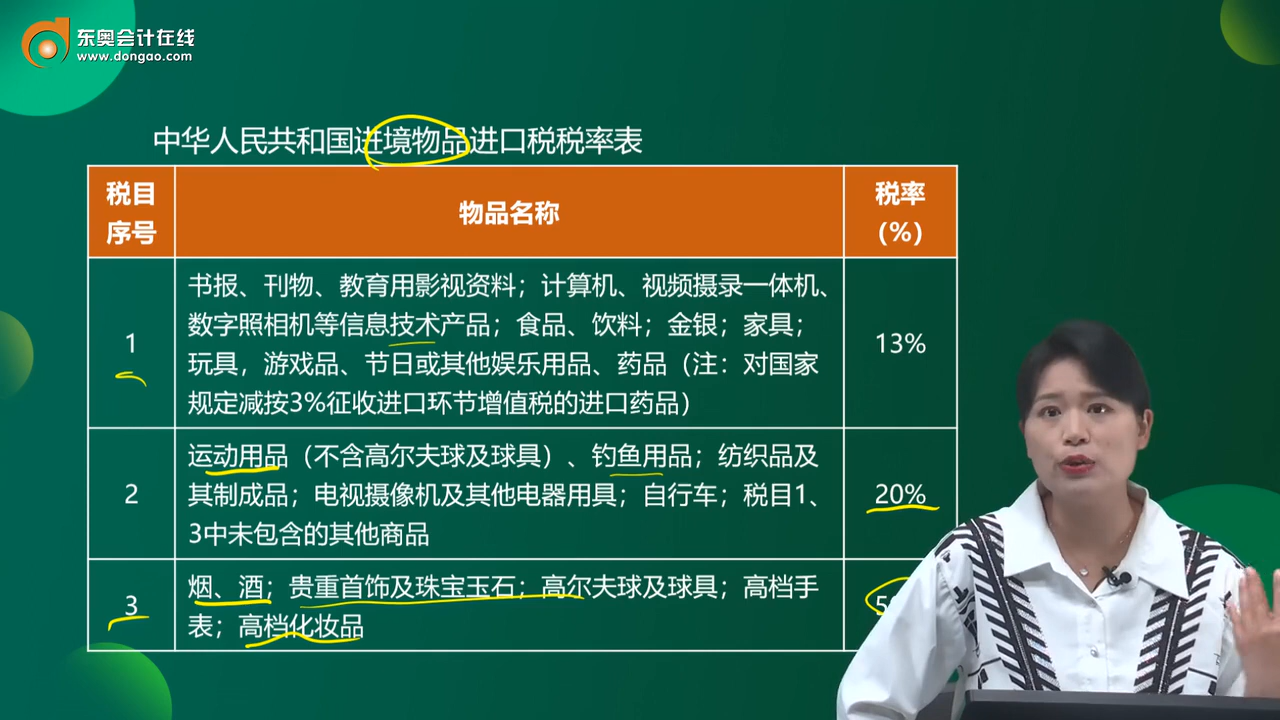 东奥会计在线
www.dongao.com
中华人民共和国进境物品进口税税率表
税目
序号
物品名称
税率
(%)
1
书报、刊物、教育用影视资料；计算机、视频摄录一体机、
数字照相机等信息技术产品；食品、饮料；金银；家具；
玩具，游戏品、节日或其他娱乐用品、药品（注：对国家
规定减按3%征收进口环节增值税的进口药品）
13%
2
运动用品（不含高尔夫球及球具）、钓鱼用品；纺织品及
其制成品；电视摄像机及其他电器用具；自行车；税目1、
3中未包含的其他商品
20%
3
烟、酒；贵重首饰及珠宝玉石；高尔夫球及球具；高档手
表；高档化妆品